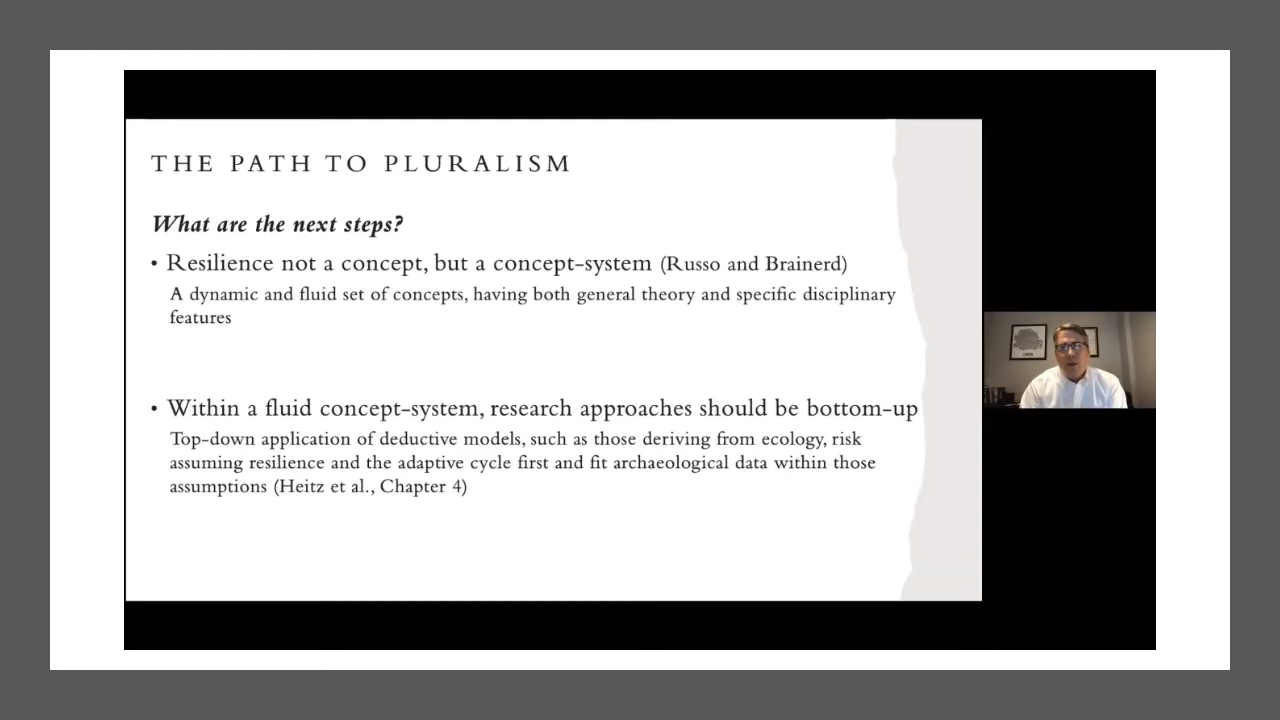 THE PATH TO PLURALISM
What are the next steps?
• Resilience not a concept, but a concept-system (Russo and Brainerd)
A dynamic and fluid set of concepts, having both general theory and specific disciplinary
features
• Within a fluid concept-system, research approaches should be bottom-up
Top-down application of deductive models, such as those deriving from ecology, risk
assuming resilience and the adaptive cycle first and fit archaeological data within those
assumptions (Heitz et al., Chapter 4)